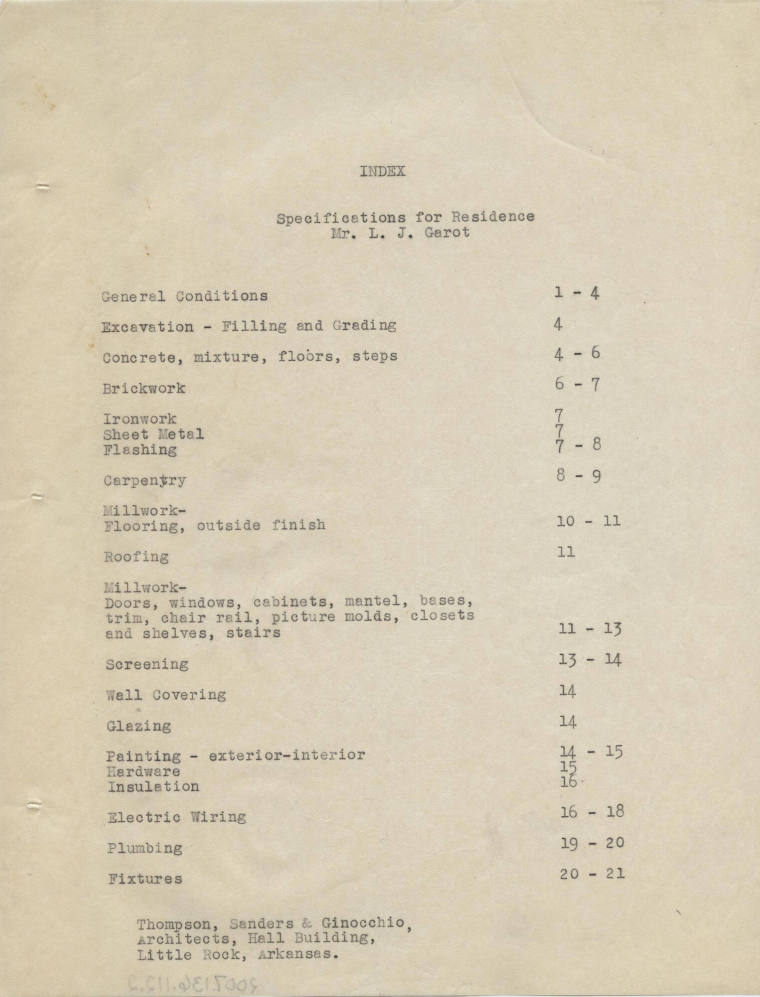 INDEX
Specifications for Residence
Mr. L. J. Garot
General Conditions 1 - 4
Excavation - Filling and Grading 4
Concrete, mixture, floors, steps 4 - 6
Brickwork 6 - 7
Ironwork 7
Sheet Metal 7
Flashing 7 - 8
Carpentry 8 - 9
Millwork-
Flooring, outside finish 10 - 11
Roofing 11
Millwork-
Doors, windows, cabinets, mantel, bases,
trim, chair rail, picture molds, closets
and shelves, stairs 11 - 13
Screening 13 - 14
Wall Covering 14
Glazing 14
Painting - exterior-interior 14 - 15
Hardware 15
Insulation 16
Electric Wiring 16 - 18
Plumbing 19 - 20
Fixtures 20 - 21
Thompson, Sanders & Ginocchio,
Architects, Hall Building,
Little Rock, Arkansas.